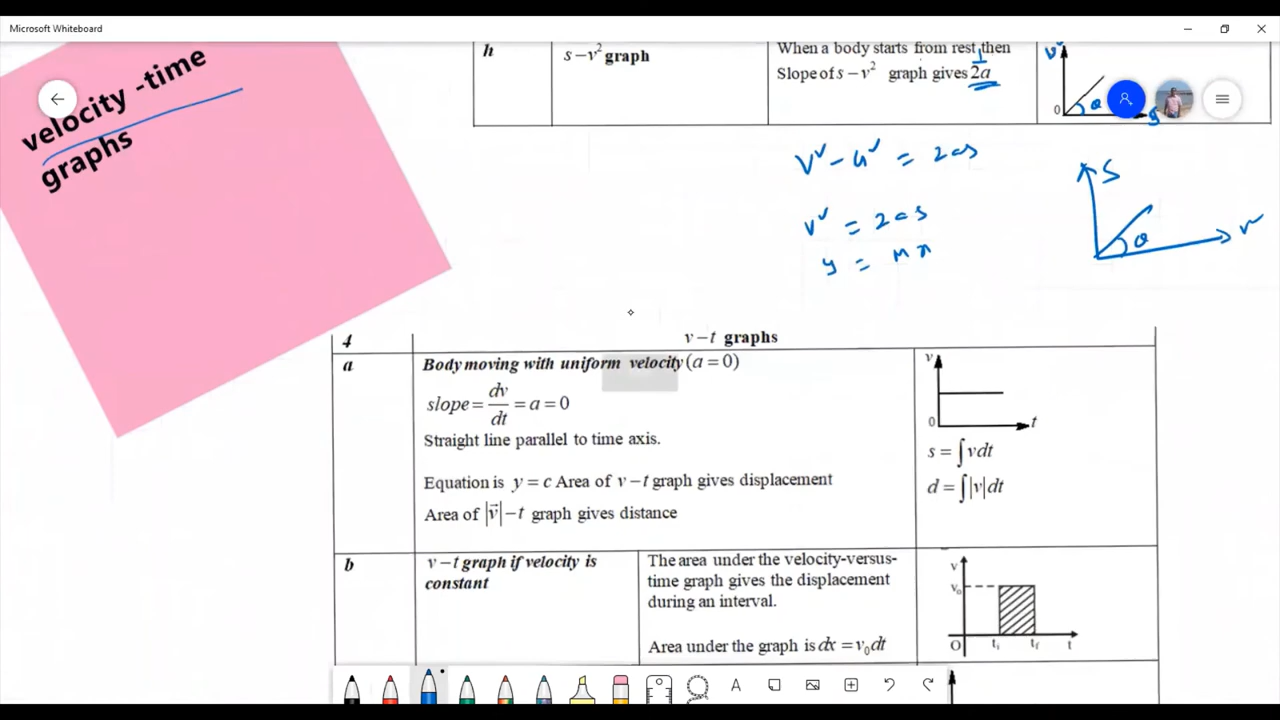 Microsoft Whiteboard
velocity -time
graphs
h
s – v² graph
When a body starts from rest then
Slope of s – v² graph gives 2a
0
θ
s
v² – u² = 2as
v² = 2as
y = mx
S
θ
4
v – t graphs
a
Body moving with uniform velocity (a = 0)
slope = dv/dt = a = 0
Straight line parallel to time axis.
Equation is y = c Area of v – t graph gives displacement
Area of |v⃗| – t graph gives distance
v
0
t
s = ∫vdt
d = ∫|v|dt
b
v – t graph if velocity is
constant
The area under the velocity-versus-
time graph gives the displacement
during an interval.
Area under the graph is dx = v₀dt
v
v₀
O
tᵢ
t_f
t
A